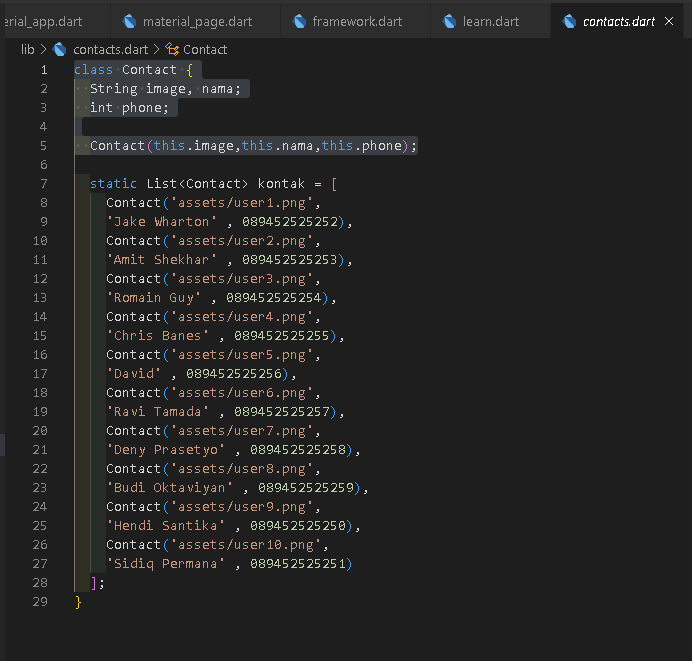 erial_app.dart material_page.dart framework.dart learn.dart contacts.dart ×
lib > contacts.dart > Contact
1 class Contact {
2 String image, nama;
3 int phone;
4
5 Contact(this.image,this.nama,this.phone);
6
7 static List<Contact> kontak = [
8 Contact('assets/user1.png',
9 'Jake Wharton' , 089452525252),
10 Contact('assets/user2.png',
11 'Amit Shekhar' , 089452525253),
12 Contact('assets/user3.png',
13 'Romain Guy' , 089452525254),
14 Contact('assets/user4.png',
15 'Chris Banes' , 089452525255),
16 Contact('assets/user5.png',
17 'David' , 089452525256),
18 Contact('assets/user6.png',
19 'Ravi Tamada' , 089452525257),
20 Contact('assets/user7.png',
21 'Deny Prasetyo' , 089452525258),
22 Contact('assets/user8.png',
23 'Budi Oktaviyan' , 089452525259),
24 Contact('assets/user9.png',
25 'Hendi Santika' , 089452525250),
26 Contact('assets/user10.png',
27 'Sidiq Permana' , 089452525251)
28 ];
29 }